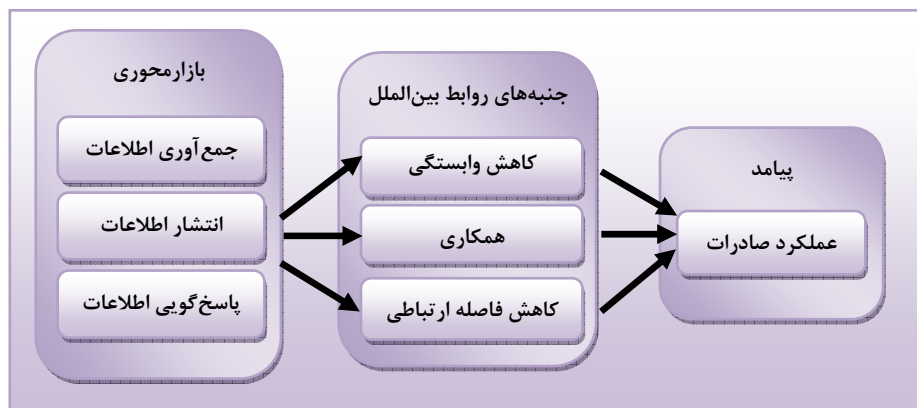 بازارمحوری
جمع‌آوری اطلاعات
انتشار اطلاعات
پاسخ‌گویی اطلاعات
جنبه‌های روابط بین‌الملل
کاهش وابستگی
همکاری
کاهش فاصله ارتباطی
پیامد
عملکرد صادرات